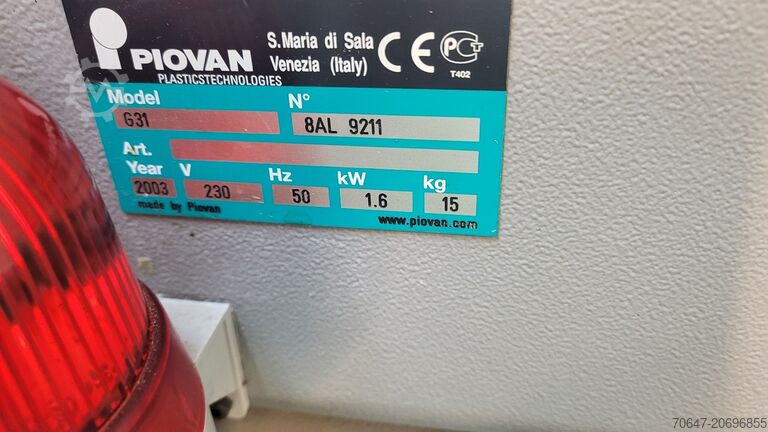 PIOVAN
PLASTICSTECHNOLOGIES
S. Maria di Sala
Venezia (Italy)
CE
PCT
T402
Model N°
G31 8AL 9211
Art.
Year V Hz kW kg
2003 230 50 1.6 15
made by Piovan
www.piovan.com
70647-20696855